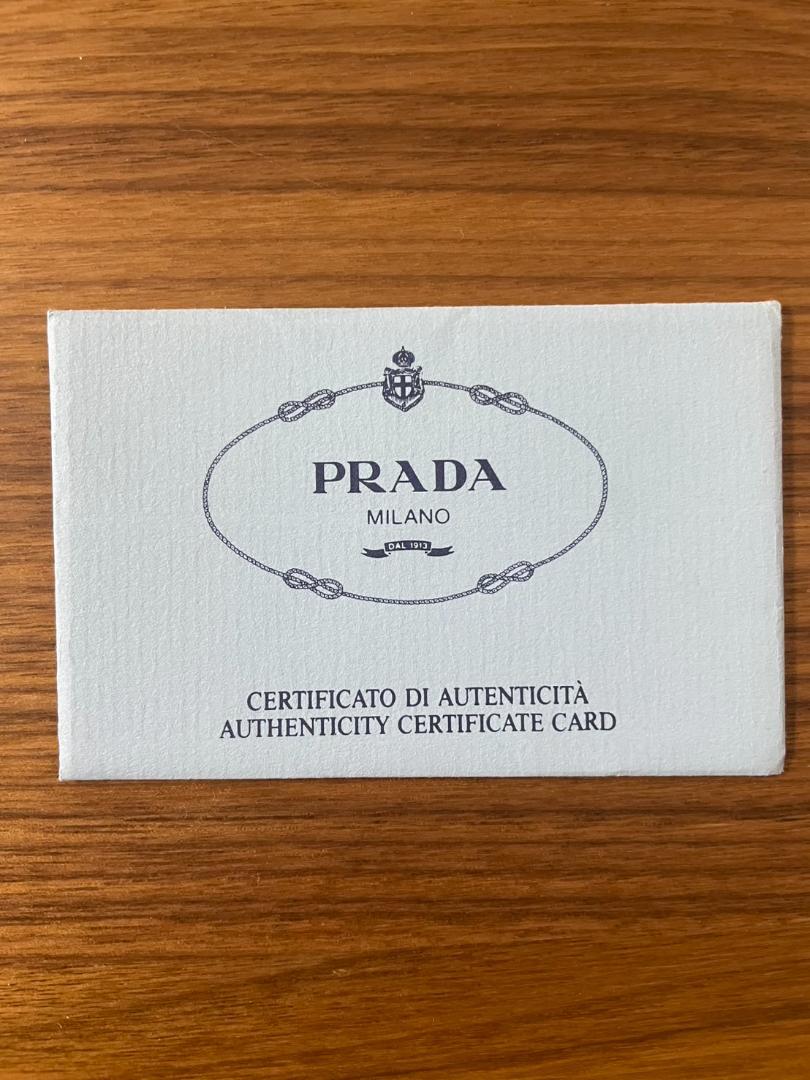 PRADA
MILANO
DAL 1913
CERTIFICATO DI AUTENTICITÀ
AUTHENTICITY CERTIFICATE CARD